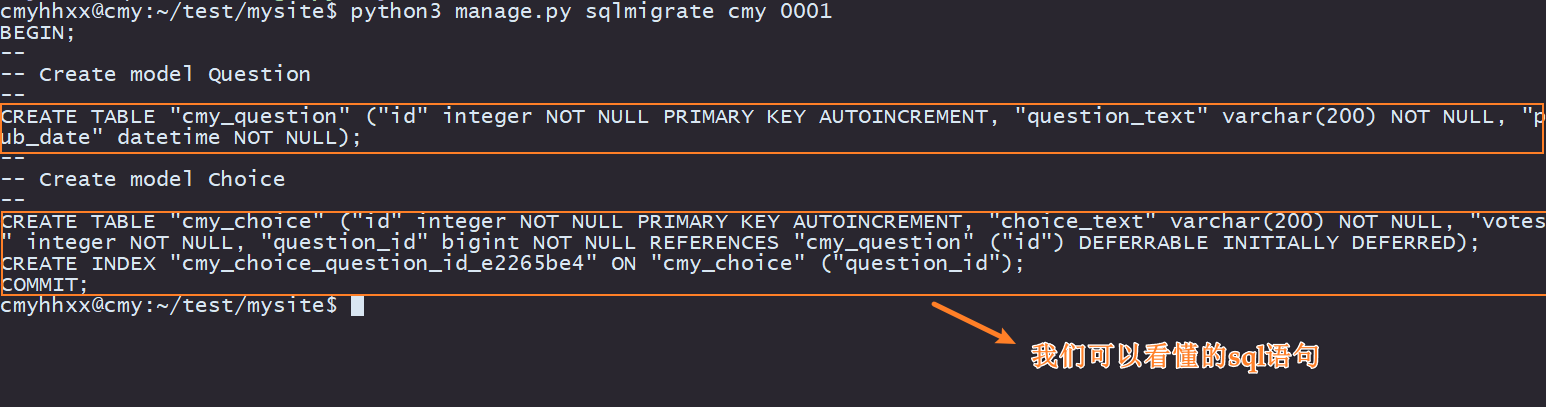 cmyhhxx@cmy:~/test/mysite$ python3 manage.py sqlmigrate cmy 0001
BEGIN;
--
-- Create model Question
--
CREATE TABLE "cmy_question" ("id" integer NOT NULL PRIMARY KEY AUTOINCREMENT, "question_text" varchar(200) NOT NULL, "p
ub_date" datetime NOT NULL);
--
-- Create model Choice
--
CREATE TABLE "cmy_choice" ("id" integer NOT NULL PRIMARY KEY AUTOINCREMENT, "choice_text" varchar(200) NOT NULL, "votes
" integer NOT NULL, "question_id" bigint NOT NULL REFERENCES "cmy_question" ("id") DEFERRABLE INITIALLY DEFERRED);
CREATE INDEX "cmy_choice_question_id_e2265be4" ON "cmy_choice" ("question_id");
COMMIT;
cmyhhxx@cmy:~/test/mysite$
我们可以看懂的sql语句